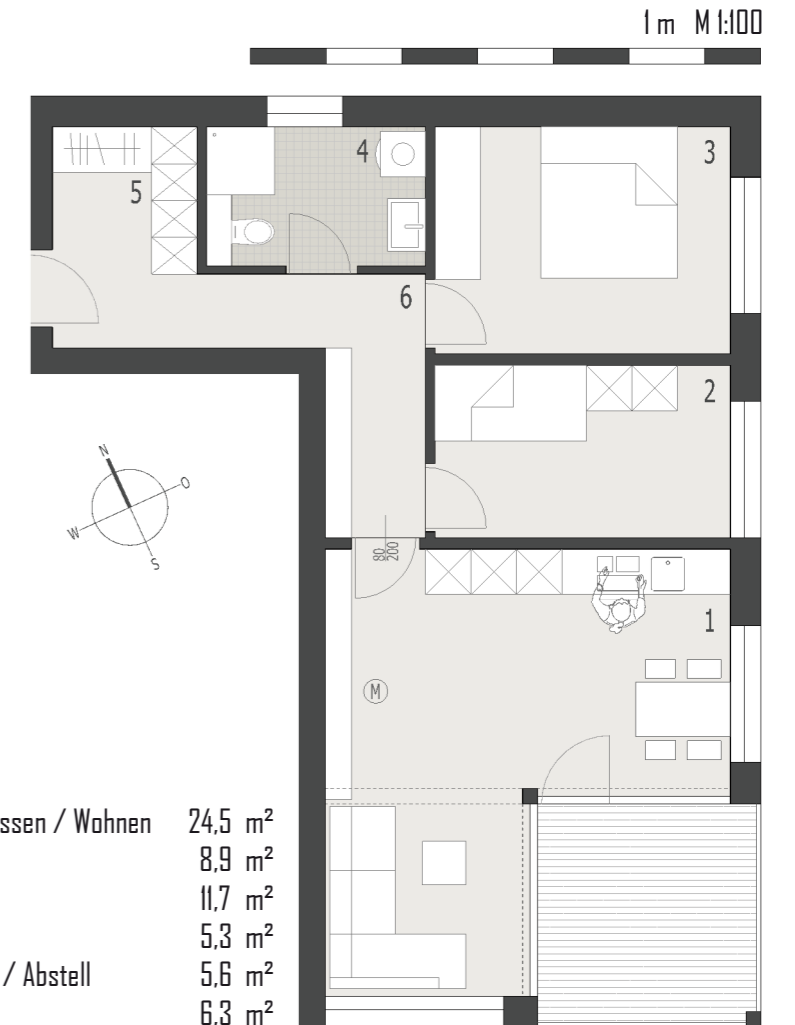 1 m M 1:100
4
3
5
6
2
N
O
W
S
80
200
1
M
ssen / Wohnen 24,5 m²
8,9 m²
11,7 m²
5,3 m²
/ Abstell 5,6 m²
6,3 m²